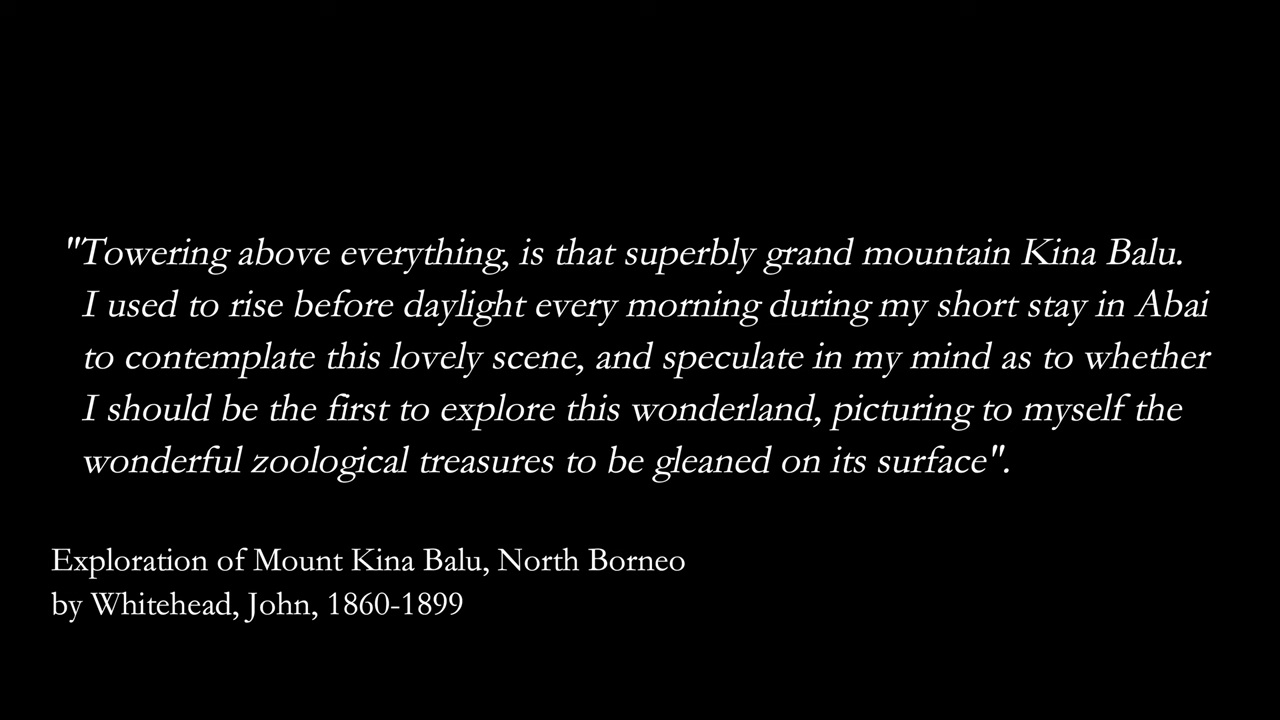 "Towering above everything, is that superbly grand mountain Kina Balu.
I used to rise before daylight every morning during my short stay in Abai
to contemplate this lovely scene, and speculate in my mind as to whether
I should be the first to explore this wonderland, picturing to myself the
wonderful zoological treasures to be gleaned on its surface".
Exploration of Mount Kina Balu, North Borneo
by Whitehead, John, 1860-1899